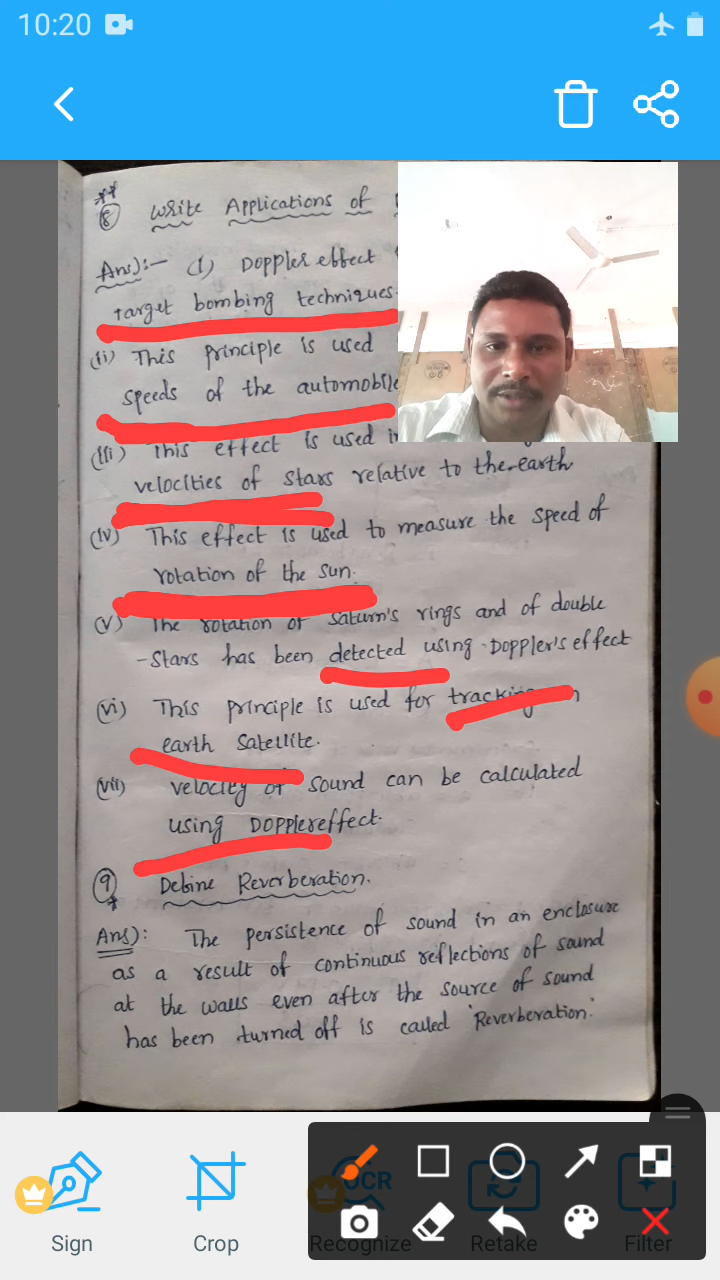 10:20
**
8 Write Applications of
Ans):- (1) Doppler effect
target bombing techniques.
(ii) This principle is used
speeds of the automobile
(iii) This effect is used
velocities of stars relative to the earth
(iv) This effect is used to measure the speed of
rotation of the sun.
(v) The rotation of saturn's rings and of double
-Stars has been detected using Doppler's effect
(vi) This principle is used for tracking
earth satellite.
(vii) velocity of sound can be calculated
using Dopplereffect.
9 Define Reverberation.
Ans): The persistence of sound in an enclosure
as a result of continuous reflections of sound
at the walls even after the source of sound
has been turned off is called 'Reverberation.'
Sign Crop Recognize Retake Filter
OCR